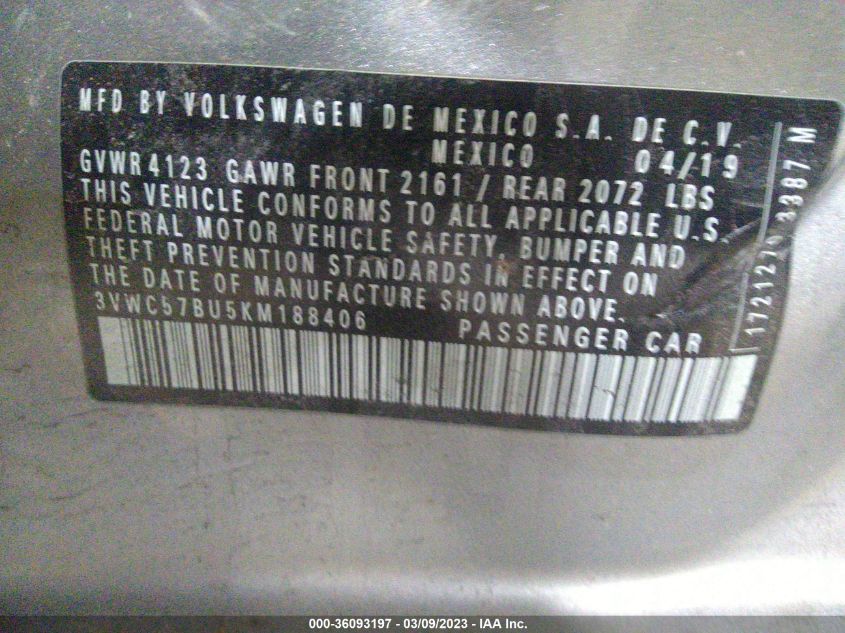 MFD BY VOLKSWAGEN DE MEXICO S.A. DE C.V.
MEXICO 04/19
GVWR 4123 GAWR FRONT 2161 / REAR 2072 LBS
THIS VEHICLE CONFORMS TO ALL APPLICABLE U.S.
FEDERAL MOTOR VEHICLE SAFETY, BUMPER AND
THEFT PREVENTION STANDARDS IN EFFECT ON
THE DATE OF MANUFACTURE SHOWN ABOVE.
3VWC57BU5KM188406 PASSENGER CAR
3387 M
000-36093197 - 03/09/2023 - IAA Inc.